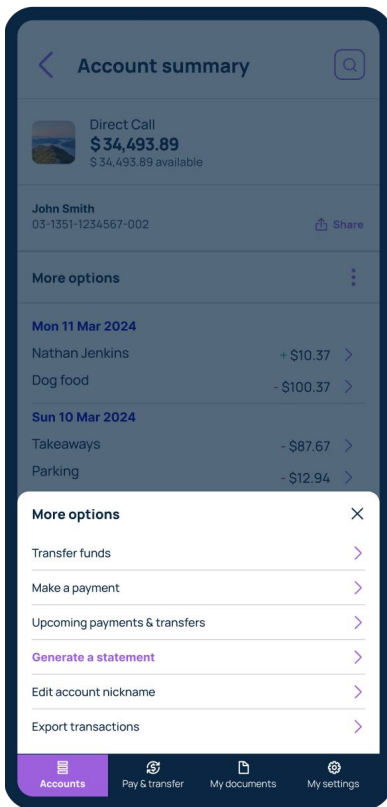 Account summary
Direct Call
$ 34,493.89
$ 34,493.89 available
John Smith
03-1351-1234567-002
Share
More options
Mon 11 Mar 2024
Nathan Jenkins + $10.37
Dog food - $100.37
Sun 10 Mar 2024
Takeaways - $87.67
Parking - $12.94
More options
Transfer funds
Make a payment
Upcoming payments & transfers
Generate a statement
Edit account nickname
Export transactions
Accounts Pay & transfer My documents My settings